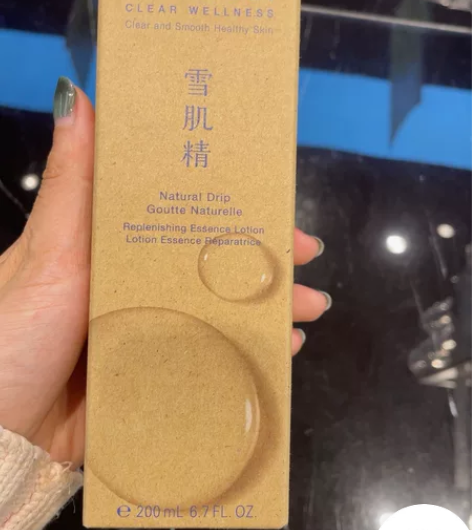 CLEAR WELLNESS
Clear and Smooth Healthy Skin
雪
肌
精
Natural Drip
Goutte Naturelle
Replenishing Essence Lotion
Lotion Essence Réparatrice
℮ 200 mL 6.7 FL. OZ.